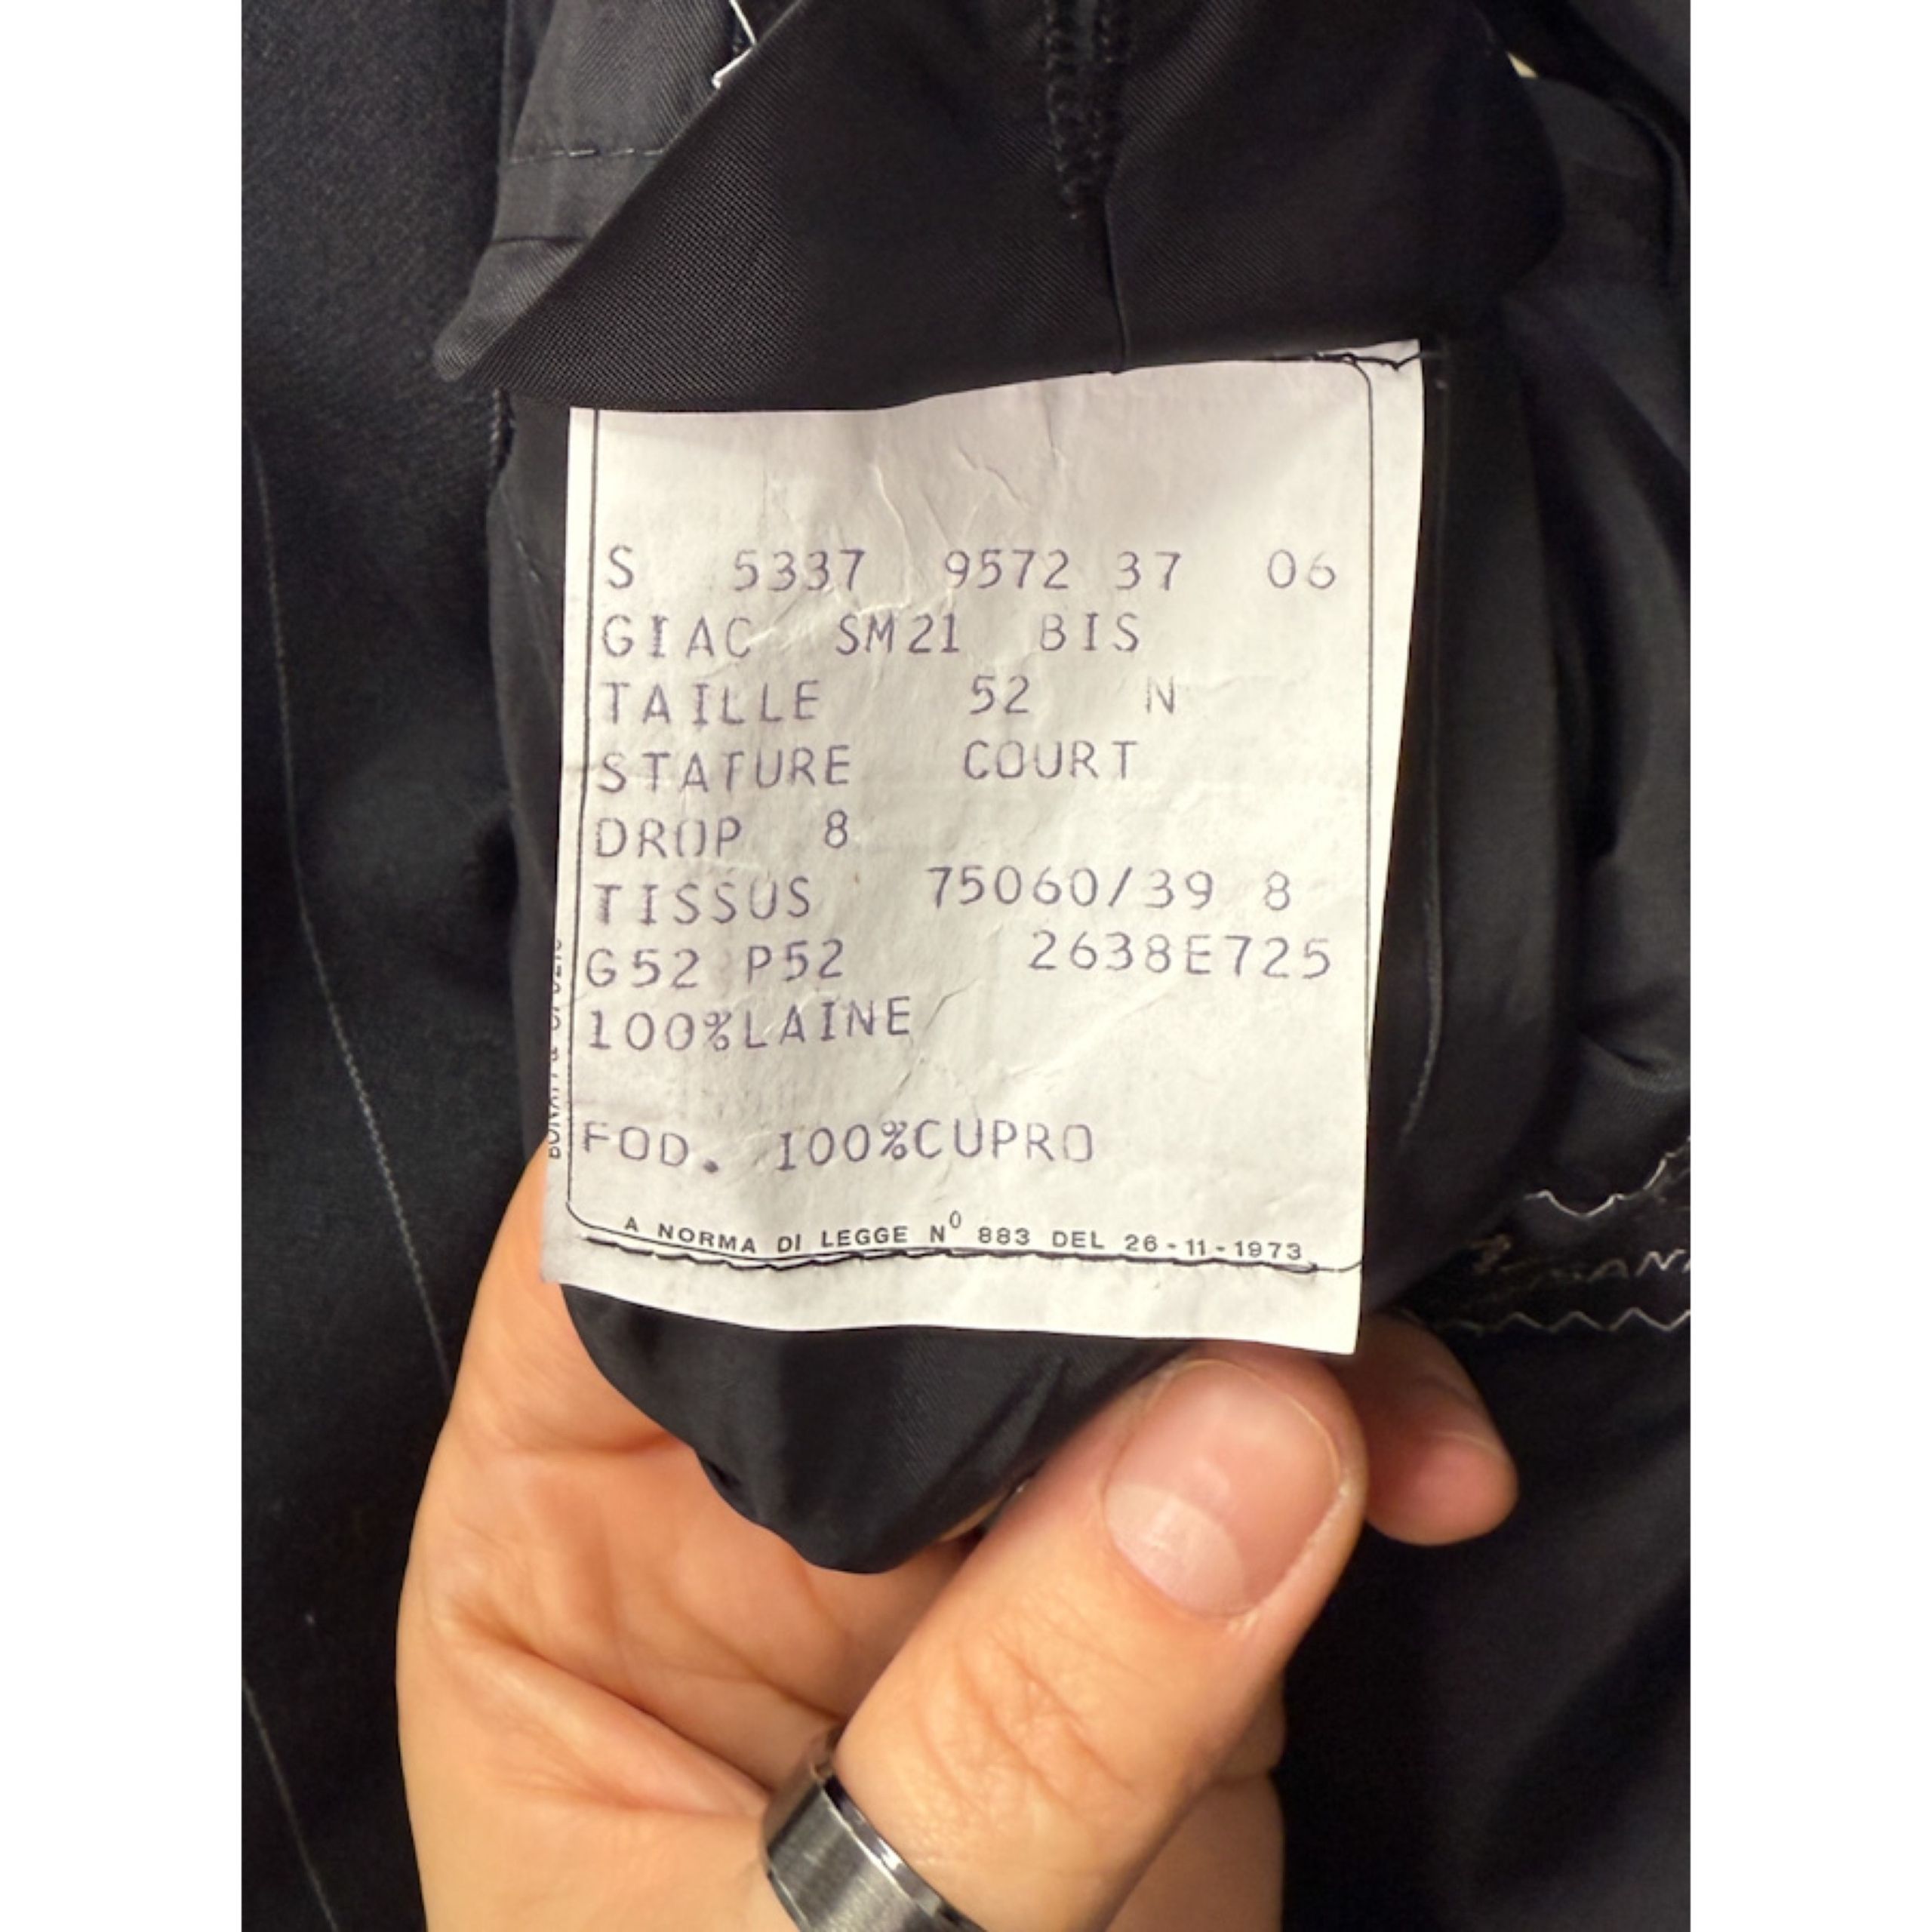 S 5337 9572 37 06
GIAC SM21 BIS
TAILLE 52 N
STATURE COURT
DROP 8
TISSUS 75060/39 8
G52 P52 2638E725
100%LAINE
FOD. 100%CUPRO
A NORMA DI LEGGE Nº 883 DEL 26-11-1973